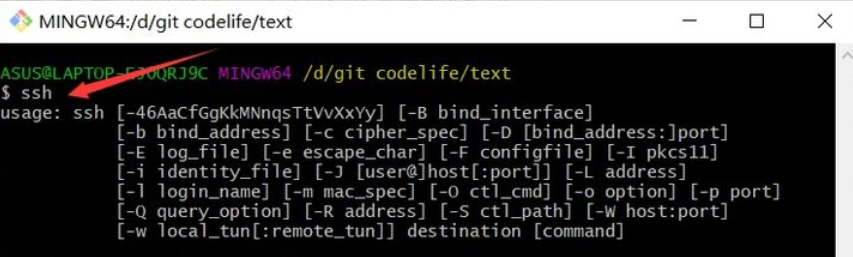 MINGW64:/d/git codelife/text
ASUS@LAPTOP-EJOQRJ9C MINGW64 /d/git codelife/text
$ ssh
usage: ssh [-46AaCfGgKkMNnqsTtVvXxYy] [-B bind_interface]
[-b bind_address] [-c cipher_spec] [-D [bind_address:]port]
[-E log_file] [-e escape_char] [-F configfile] [-I pkcs11]
[-i identity_file] [-J [user@]host[:port]] [-L address]
[-l login_name] [-m mac_spec] [-O ctl_cmd] [-o option] [-p port]
[-Q query_option] [-R address] [-S ctl_path] [-W host:port]
[-w local_tun[:remote_tun]] destination [command]